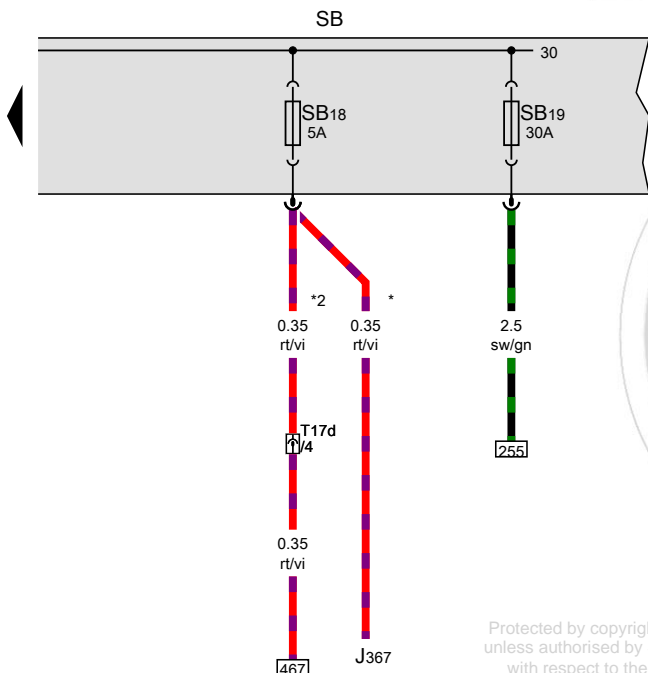 SB
30
SB18
5A
SB19
30A
*2
*
0.35
rt/vi
0.35
rt/vi
2.5
sw/gn
T17d
/4
255
0.35
rt/vi
J367
467
Protected by copyrigh
unless authorised by
with respect to the